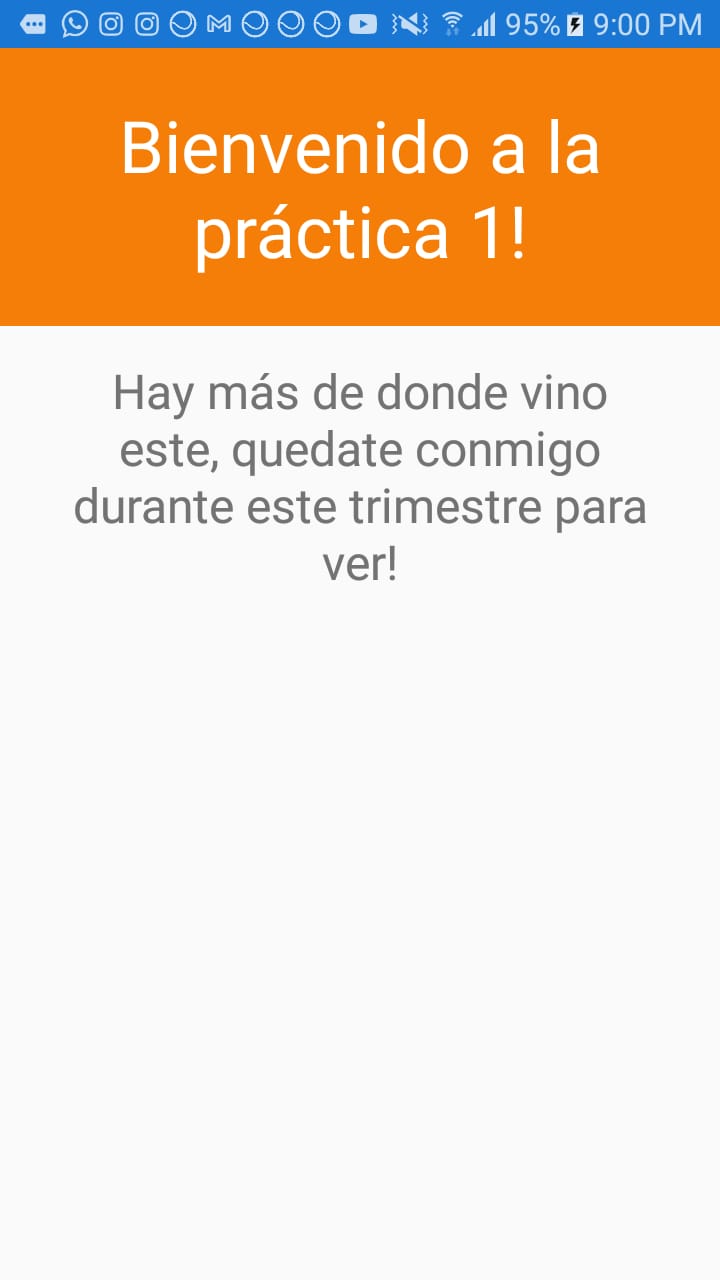 95% 9:00 PM
Bienvenido a la
práctica 1!
Hay más de donde vino
este, quedate conmigo
durante este trimestre para
ver!